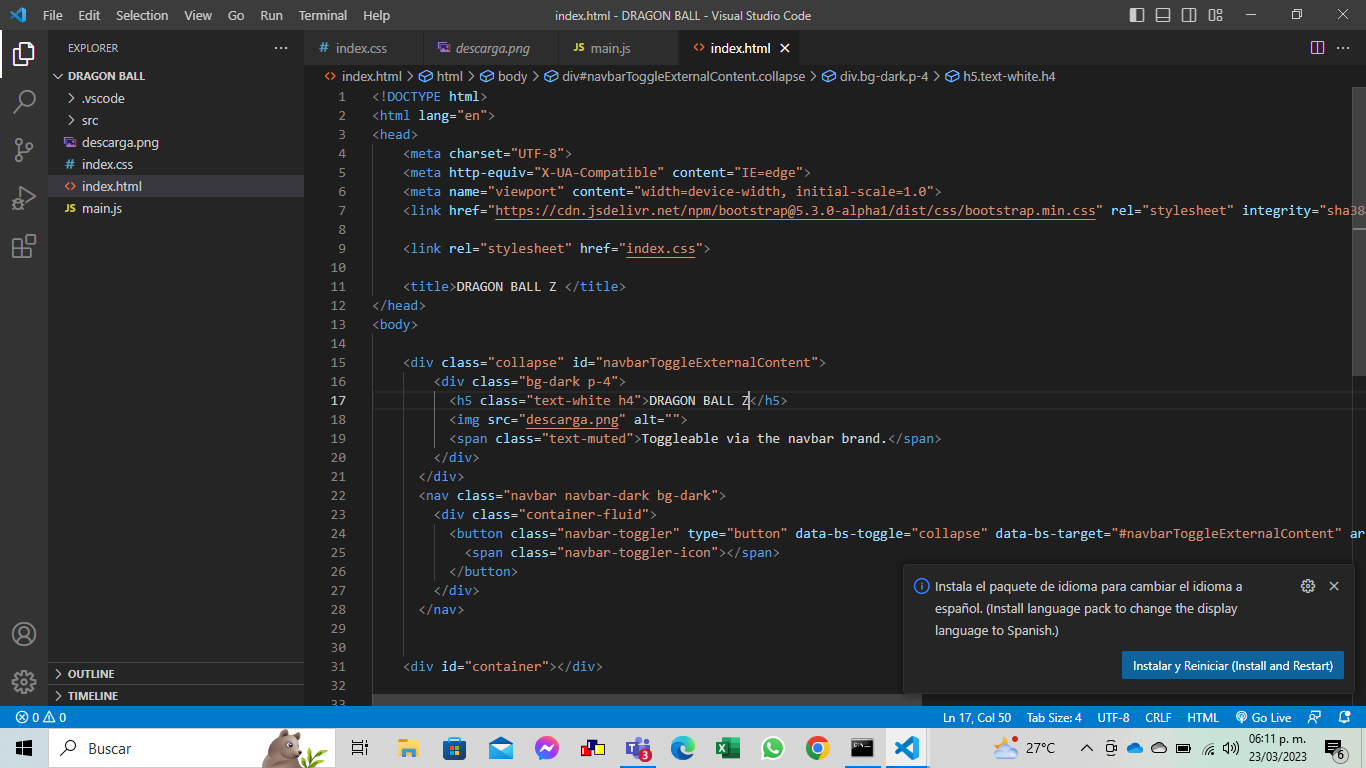 File Edit Selection View Go Run Terminal Help index.html - DRAGON BALL - Visual Studio Code
EXPLORER ···
DRAGON BALL
.vscode
src
descarga.png
# index.css
<> index.html
JS main.js
OUTLINE
TIMELINE
# index.css descarga.png JS main.js <> index.html
<> index.html > html > body > div#navbarToggleExternalContent.collapse > div.bg-dark.p-4 > h5.text-white.h4
1 <!DOCTYPE html>
2 <html lang="en">
3 <head>
4 <meta charset="UTF-8">
5 <meta http-equiv="X-UA-Compatible" content="IE=edge">
6 <meta name="viewport" content="width=device-width, initial-scale=1.0">
7 <link href="https://cdn.jsdelivr.net/npm/bootstrap@5.3.0-alpha1/dist/css/bootstrap.min.css" rel="stylesheet" integrity="sha384
8
9 <link rel="stylesheet" href="index.css">
10
11 <title>DRAGON BALL Z </title>
12 </head>
13 <body>
14
15 <div class="collapse" id="navbarToggleExternalContent">
16 <div class="bg-dark p-4">
17 <h5 class="text-white h4">DRAGON BALL Z</h5>
18 <img src="descarga.png" alt="">
19 <span class="text-muted">Toggleable via the navbar brand.</span>
20 </div>
21 </div>
22 <nav class="navbar navbar-dark bg-dark">
23 <div class="container-fluid">
24 <button class="navbar-toggler" type="button" data-bs-toggle="collapse" data-bs-target="#navbarToggleExternalContent" ar
25 <span class="navbar-toggler-icon"></span>
26 </button>
27 </div>
28 </nav>
29
30
31 <div id="container"></div>
32
33
Instala el paquete de idioma para cambiar el idioma a
español. (Install language pack to change the display
language to Spanish.)
Instalar y Reiniciar (Install and Restart)
0 0 Ln 17, Col 50 Tab Size: 4 UTF-8 CRLF HTML Go Live
Buscar 3 27°C 06:11 p. m.
23/03/2023 6